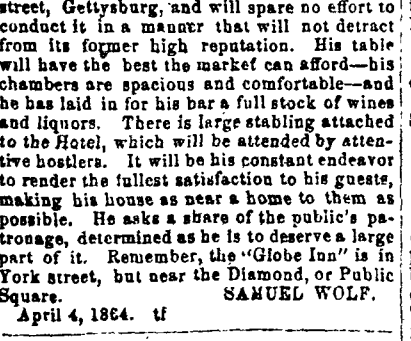 street, Gettysburg, and will spare no effort to
conduct it in a manner that will not detract
from its former high reputation. His table
will have the best the market can afford—his
chambers are spacious and comfortable—and
he has laid in for his bar a full stock of wines
and liquors. There is large stabling attached
to the Hotel, which will be attended by atten-
tive hostlers. It will be his constant endeavor
to render the fullest satisfaction to his guests,
making his house as near a home to them as
possible. He asks a share of the public's pa-
tronage, determined as he is to deserve a large
part of it. Remember, the "Globe Inn" is in
York street, but near the Diamond, or Public
Square. SAMUEL WOLF.
April 4, 1864. tf